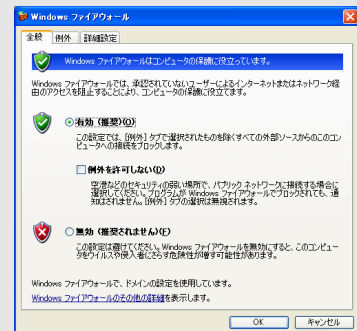 Windows ファイアウォール
全般
例外
詳細設定
Windows ファイアウォールはコンピュータの保護に役立っています。
Windows ファイアウォールでは、承認されていないユーザーによるインターネットまたはネットワーク経
由のアクセスを阻止することにより、コンピュータの保護に役立てます。
有効 (推奨)(O)
この設定では、[例外] タブで選択されたものを除くすべての外部ソースからのこのコン
ピュータへの接続をブロックします。
例外を許可しない(D)
空港などのセキュリティの弱い場所で、パブリック ネットワークに接続する場合に
選択してください。プログラムが Windows ファイアウォールでブロックされても、通
知はされません。[例外] タブの選択は無視されます。
無効 (推奨されません)(F)
この設定は避けてください。Windows ファイアウォールを無効にすると、このコンピュー
タをウイルスや侵入者にさらす危険性が増す可能性があります。
Windows ファイアウォールで、ドメインの設定を使用しています。
Windows ファイアウォールのその他の詳細を表示します。
OK
キャンセル